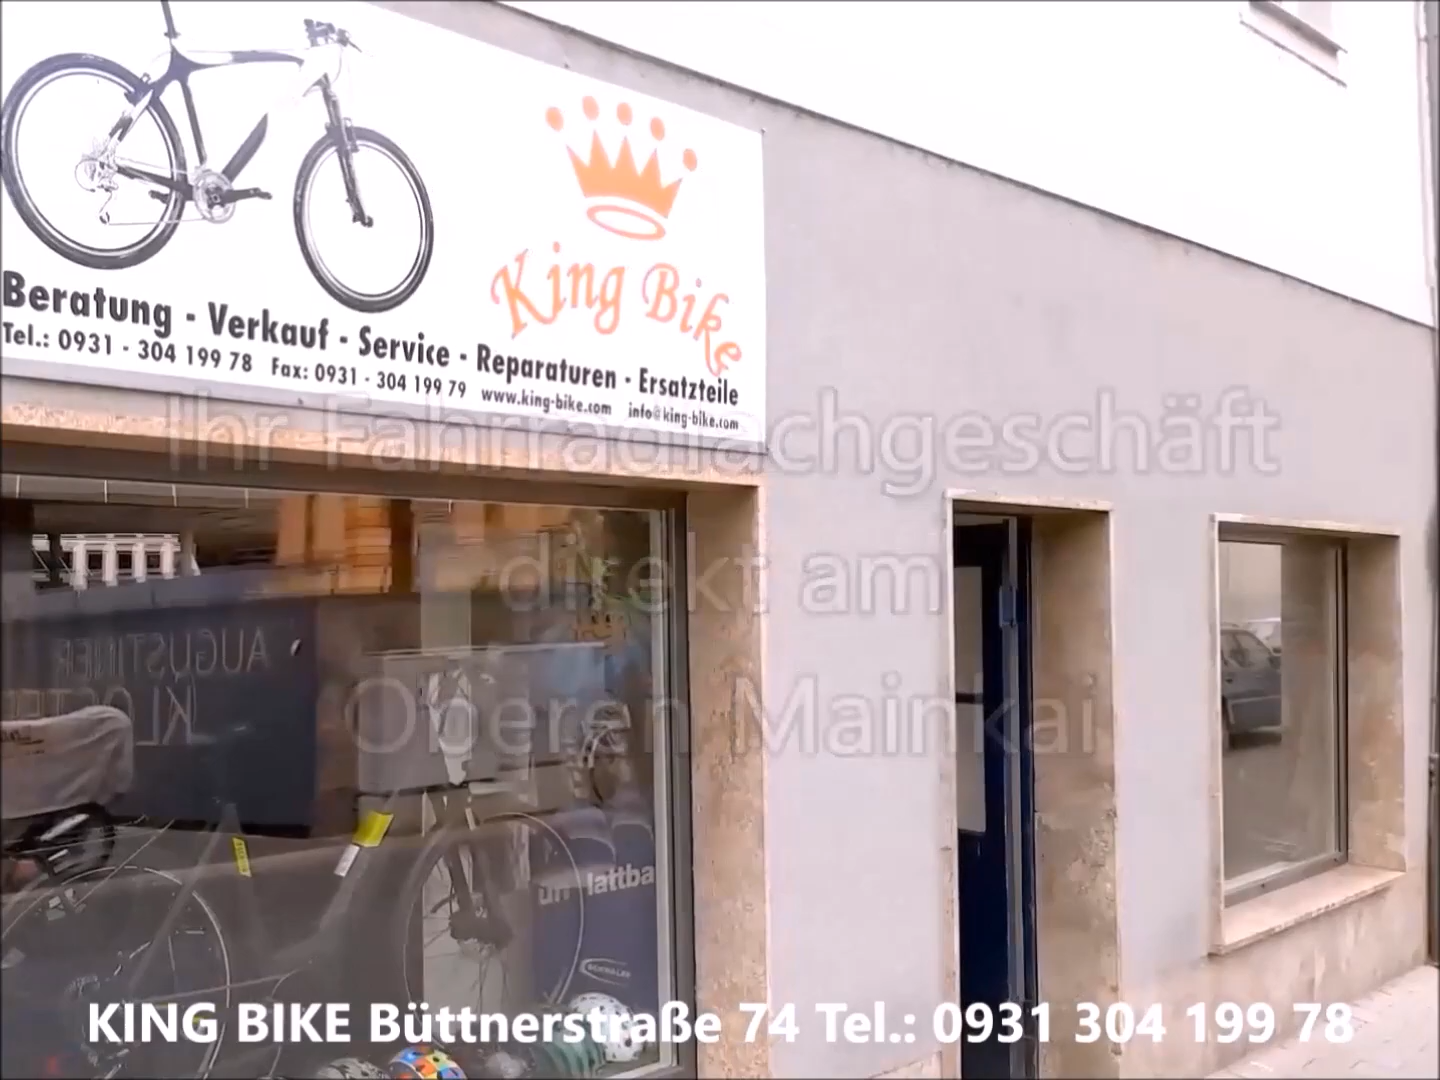 King Bike
Beratung - Verkauf - Service - Reparaturen - Ersatzteile
Tel.: 0931 - 304 199 78 Fax: 0931 - 304 199 79 www.king-bike.com info@king-bike.com
Ihr Fahrradfachgeschäft
direkt am
Oberen Mainkai
AUGUSTINER
KLOSTER
lattba
SCHWALBE
KING BIKE Büttnerstraße 74 Tel.: 0931 304 199 78